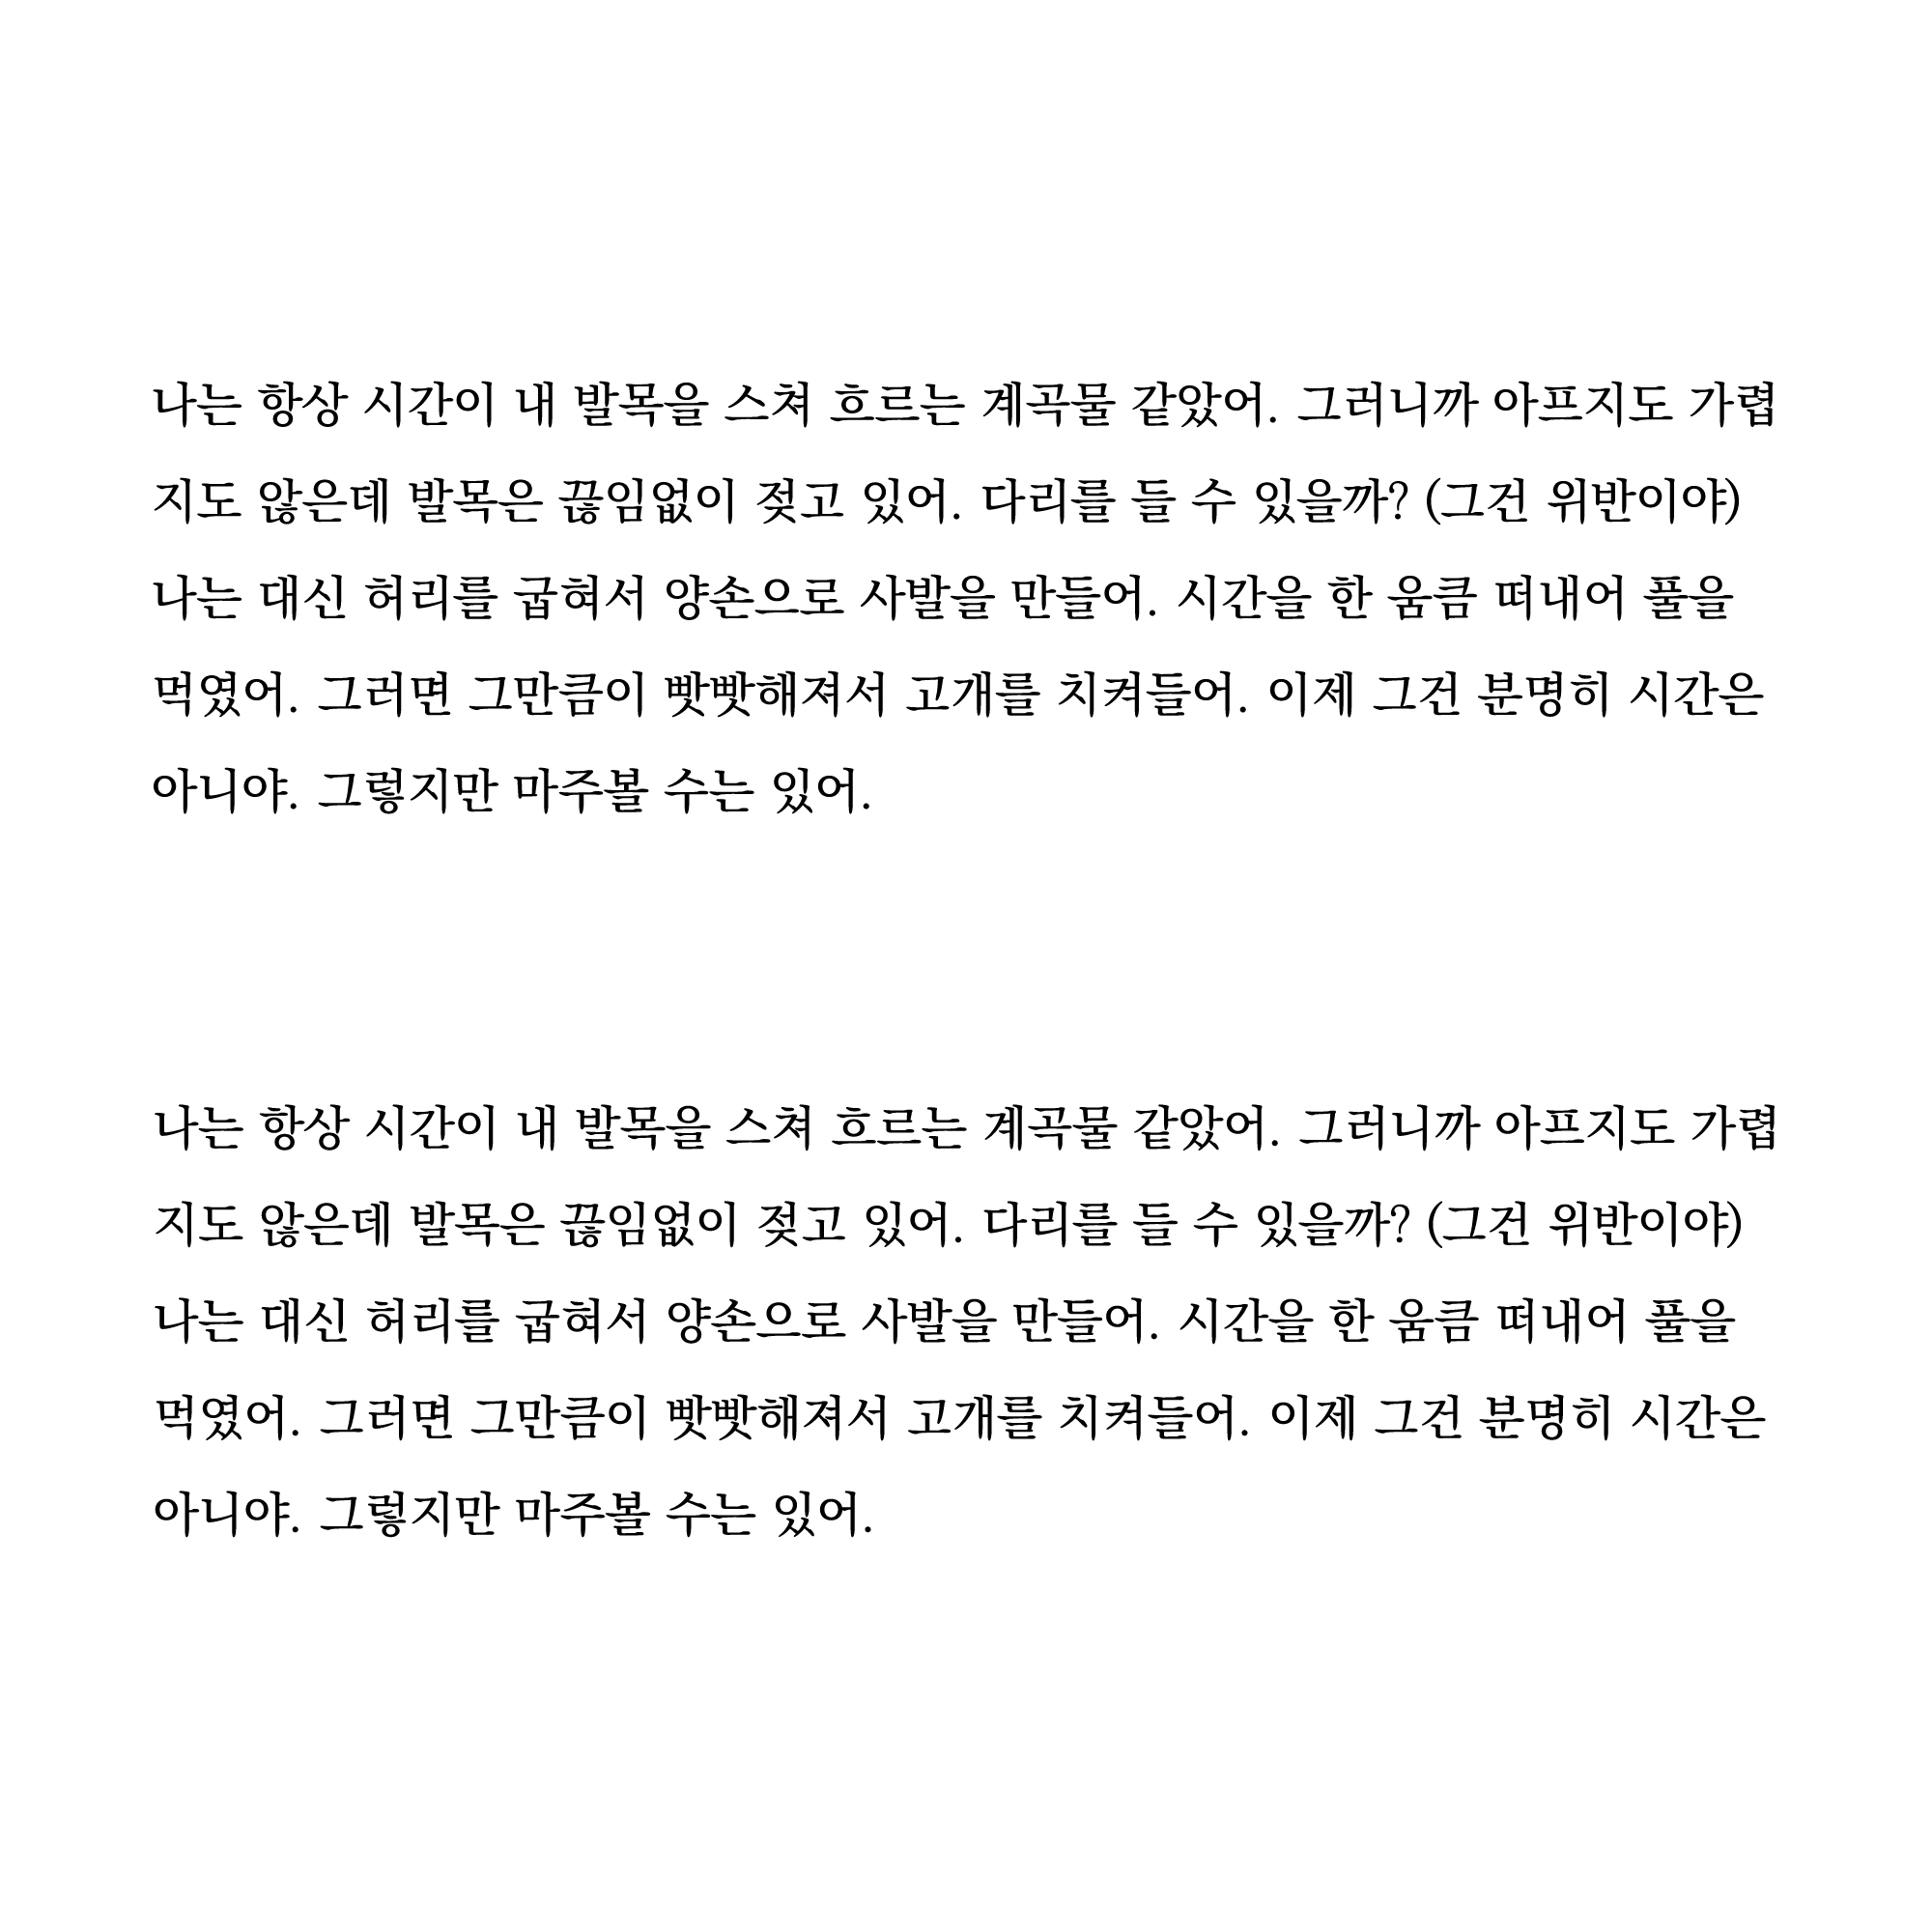 나는 항상 시간이 내 발목을 스쳐 흐르는 계곡물 같았어. 그러니까 아프지도 가렵
지도 않은데 발목은 끊임없이 젖고 있어. 다리를 들 수 있을까? (그건 위반이야)
나는 대신 허리를 굽혀서 양손으로 사발을 만들어. 시간을 한 움큼 떠내어 풀을
먹였어. 그러면 그만큼이 빳빳해져서 고개를 치켜들어. 이제 그건 분명히 시간은
아니야. 그렇지만 마주볼 수는 있어.
나는 항상 시간이 내 발목을 스쳐 흐르는 계곡물 같았어. 그러니까 아프지도 가렵
지도 않은데 발목은 끊임없이 젖고 있어. 다리를 들 수 있을까? (그건 위반이야)
나는 대신 허리를 굽혀서 양손으로 사발을 만들어. 시간을 한 움큼 떠내어 풀을
먹였어. 그러면 그만큼이 빳빳해져서 고개를 치켜들어. 이제 그건 분명히 시간은
아니야. 그렇지만 마주볼 수는 있어.